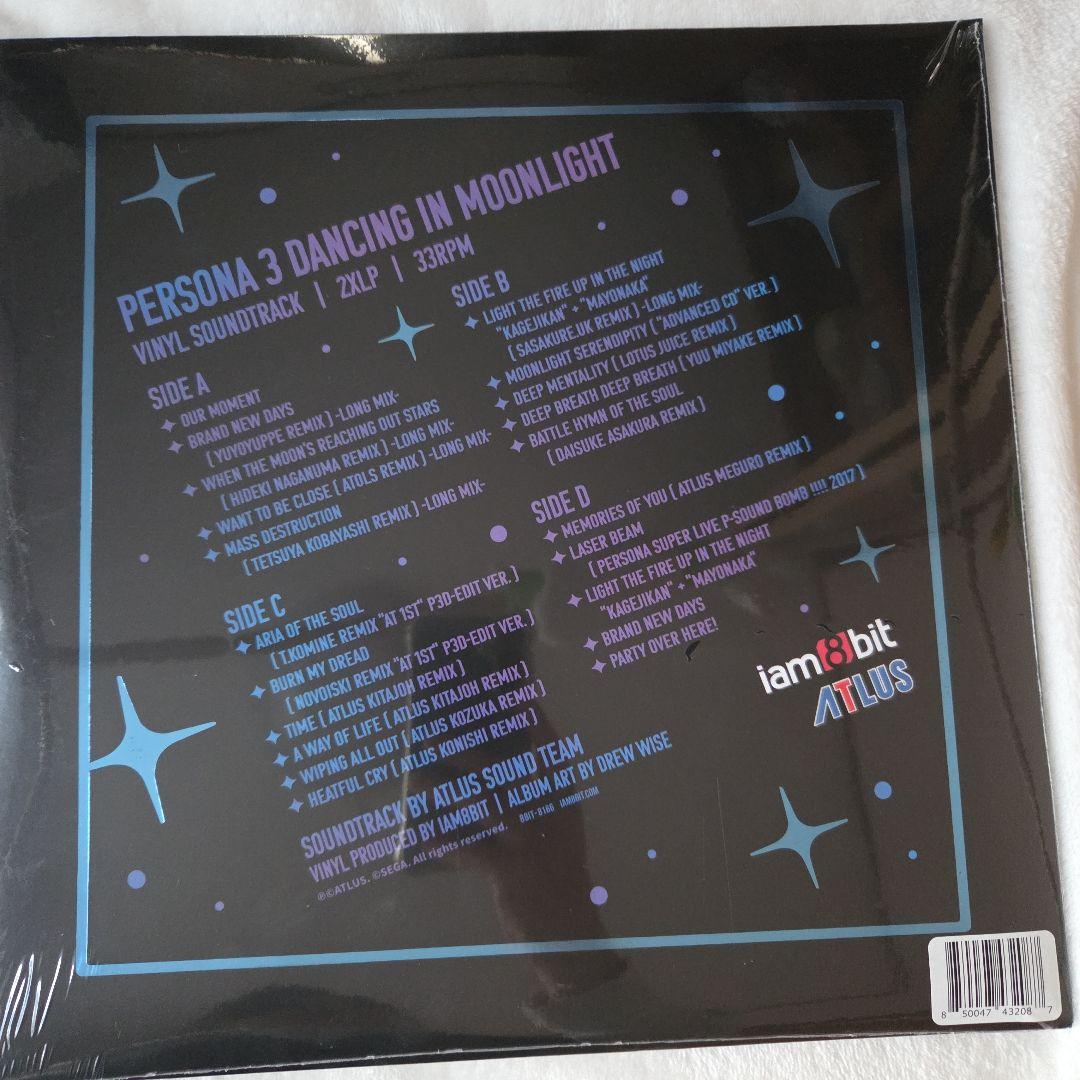 PERSONA 3 DANCING IN MOONLIGHT
VINYL SOUNDTRACK | 2XLP | 33RPM
SIDE A
OUR MOMENT
BRAND NEW DAYS
( YUYOYUPPE REMIX ) -LONG MIX-
WHEN THE MOON'S REACHING OUT STARS
( HIDEKI NAGANUMA REMIX ) -LONG MIX-
WANT TO BE CLOSE ( ATOLS REMIX ) -LONG MIX-
MASS DESTRUCTION
( TETSUYA KOBAYASHI REMIX ) -LONG MIX-
SIDE B
LIGHT THE FIRE UP IN THE NIGHT
"KAGEJIKAN" + "MAYONAKA"
( SASAKURE.UK REMIX ) -LONG MIX-
MOONLIGHT SERENDIPITY ( "ADVANCED CD" VER. )
DEEP MENTALITY ( LOTUS JUICE REMIX )
DEEP BREATH DEEP BREATH ( YUU MIYAKE REMIX )
BATTLE HYMN OF THE SOUL
( DAISUKE ASAKURA REMIX )
SIDE C
ARIA OF THE SOUL
( T.KOMINE REMIX "AT 1ST" P3D-EDIT VER. )
BURN MY DREAD
( NOVOISKI REMIX "AT 1ST" P3D-EDIT VER. )
TIME ( ATLUS KITAJOH REMIX )
A WAY OF LIFE ( ATLUS KITAJOH REMIX )
WIPING ALL OUT ( ATLUS KOZUKA REMIX )
HEATFUL CRY ( ATLUS KONISHI REMIX )
SIDE D
MEMORIES OF YOU ( ATLUS MEGURO REMIX )
LASER BEAM
( PERSONA SUPER LIVE P-SOUND BOMB !!!! 2017 )
LIGHT THE FIRE UP IN THE NIGHT
"KAGEJIKAN" + "MAYONAKA"
BRAND NEW DAYS
PARTY OVER HERE!
SOUNDTRACK BY ATLUS SOUND TEAM
VINYL PRODUCED BY IAM8BIT | ALBUM ART BY DREW WISE
℗©ATLUS. ©SEGA. All rights reserved. 8BIT-8160 IAM8BIT.COM
iam8bit
ATLUS
8 50047 43208 7